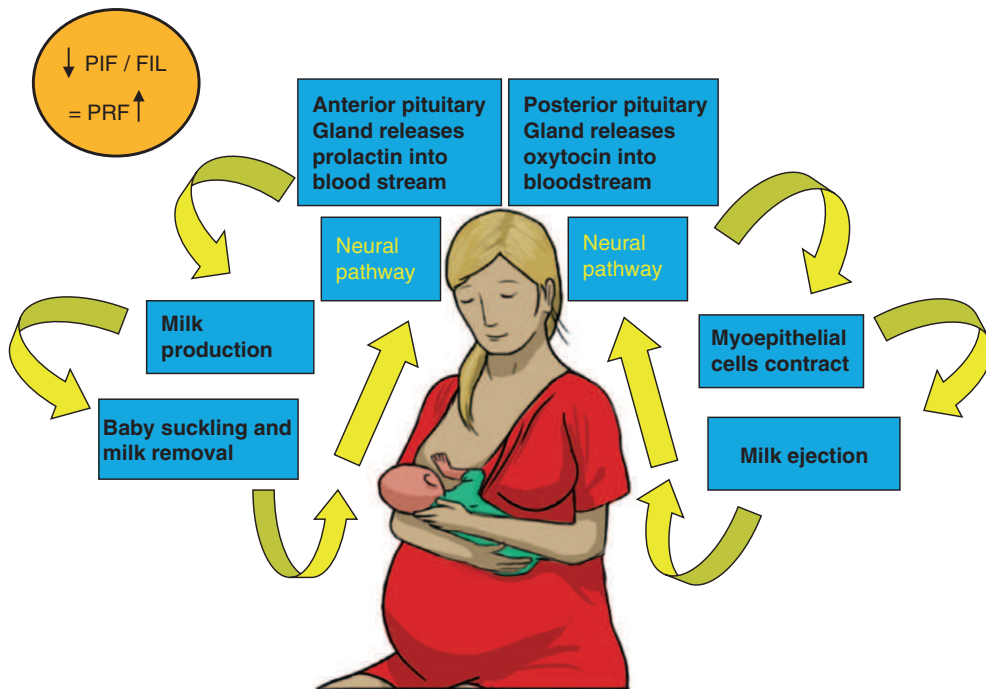 ↓ PIF / FIL
= PRF ↑
Anterior pituitary
Gland releases
prolactin into
blood stream
Posterior pituitary
Gland releases
oxytocin into
bloodstream
Neural
pathway
Neural
pathway
Milk
production
Myoepithelial
cells contract
Baby suckling and
milk removal
Milk ejection